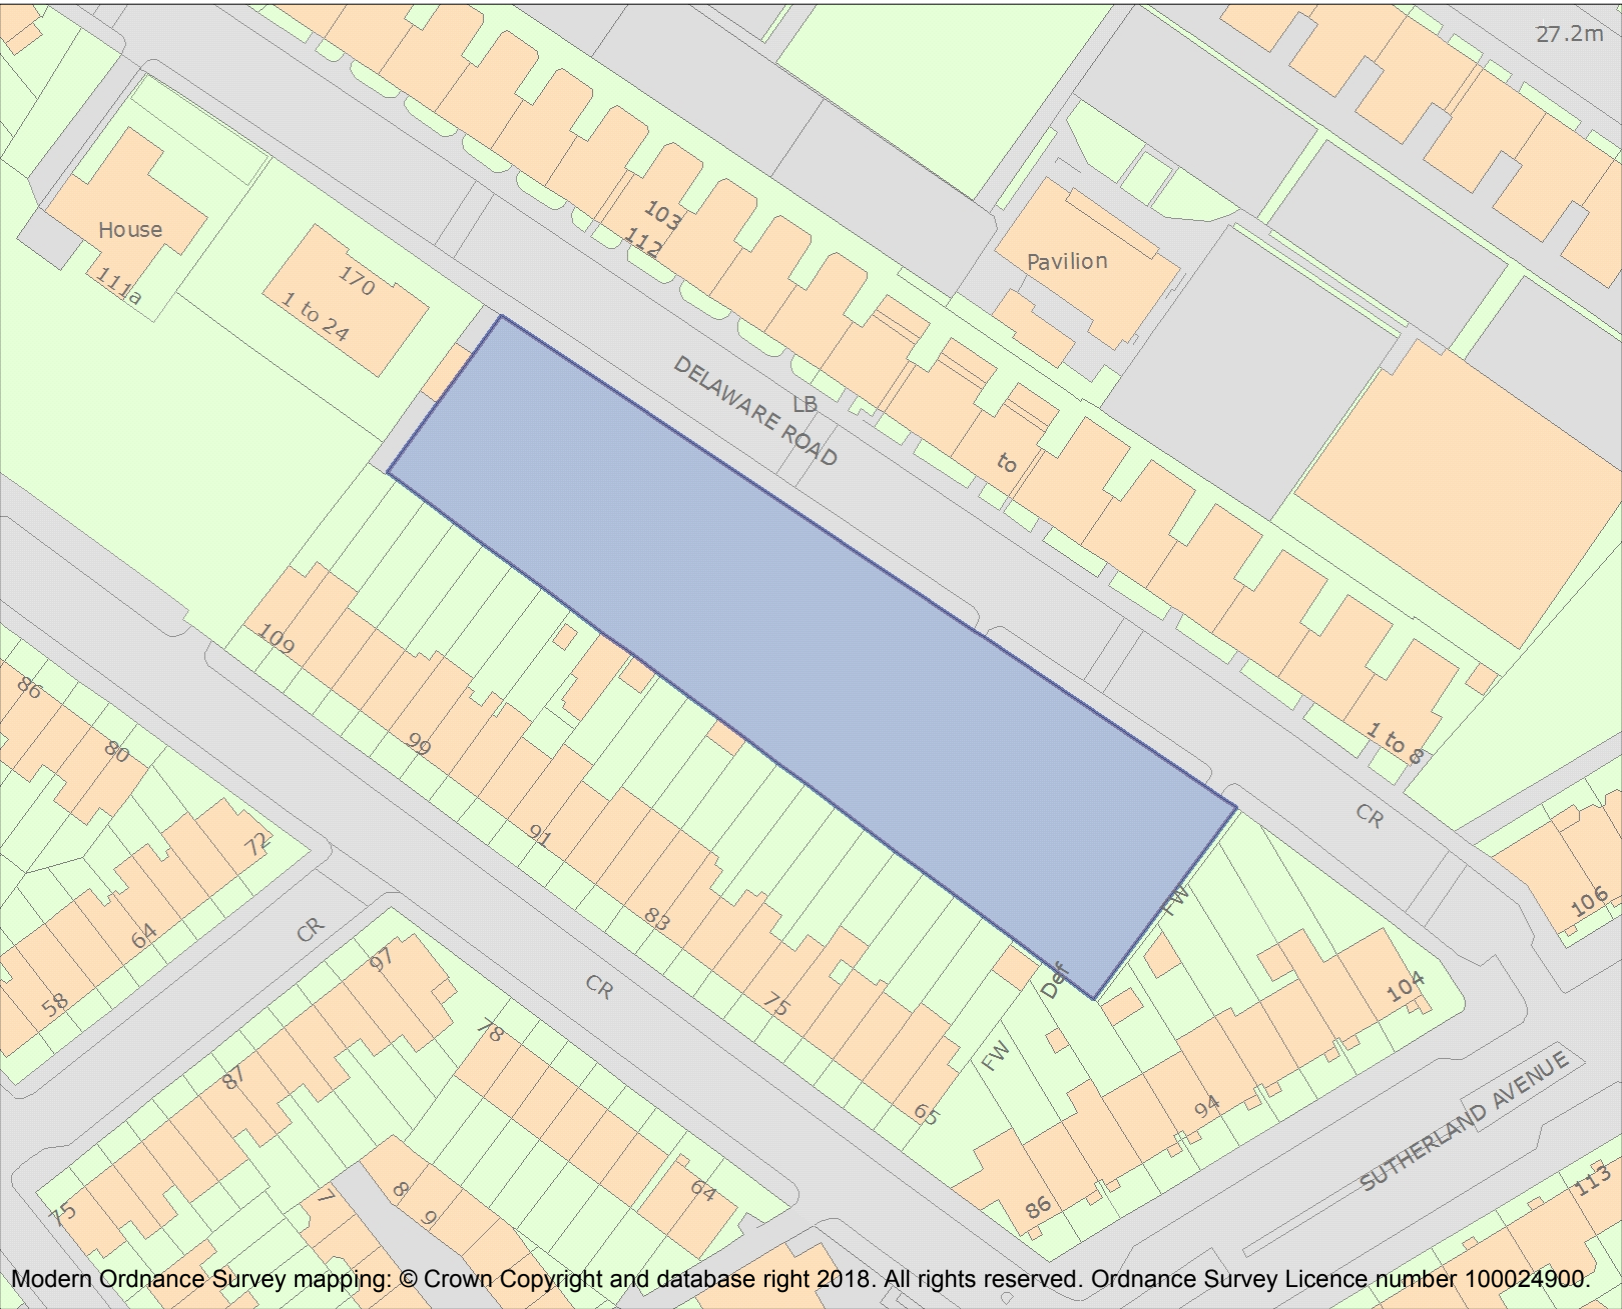 27.2m
House
111a
170
1 to 24
103
112
Pavilion
DELAWARE ROAD
LB
to
109
86
80
99
72
91
1 to 8
CR
106
64
CR
97
83
CR
FW
Def
58
75
104
78
FW
87
65
94
SUTHERLAND AVENUE
75
7
8
9
64
86
113
Modern Ordnance Survey mapping: © Crown Copyright and database right 2018. All rights reserved. Ordnance Survey Licence number 100024900.